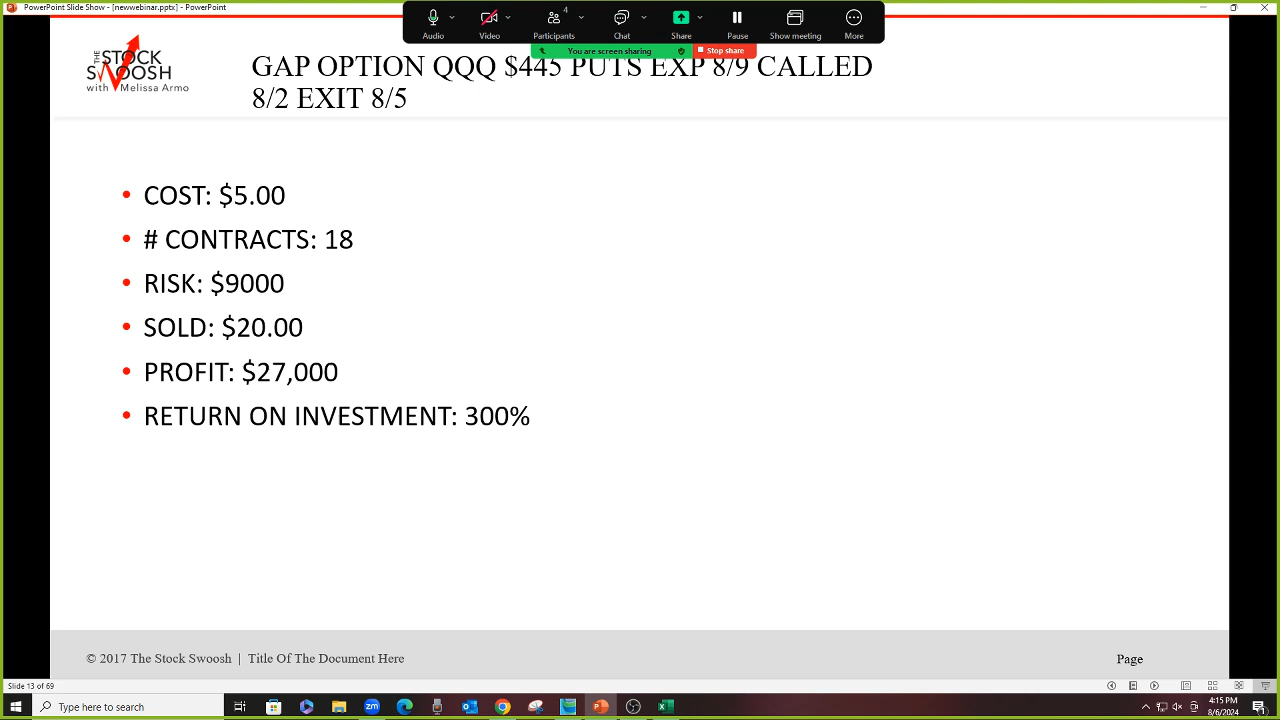 PowerPoint Slide Show - [newwebinar.pptx] - PowerPoint
Audio
Video
4
Participants
Chat
Share
Pause
Show meeting
More
You are screen sharing
Stop share
THE STOCK SWOOSH
with Melissa Armo
GAP OPTION QQQ $445 PUTS EXP 8/9 CALLED
8/2 EXIT 8/5
• COST: $5.00
• # CONTRACTS: 18
• RISK: $9000
• SOLD: $20.00
• PROFIT: $27,000
• RETURN ON INVESTMENT: 300%
© 2017 The Stock Swoosh | Title Of The Document Here
Page
Slide 13 of 69
Type here to search
4:15 PM
8/6/2024